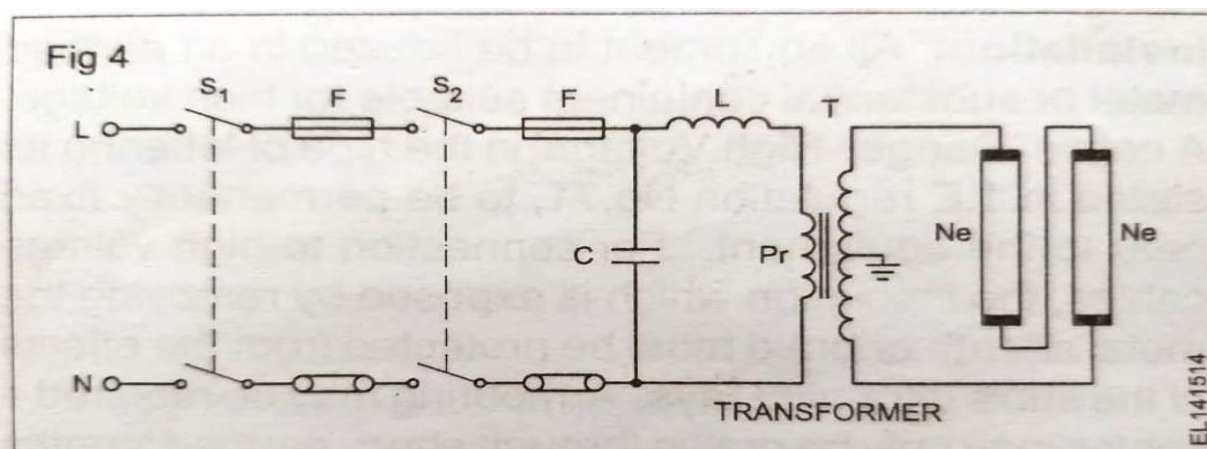 Fig 4
S1 F S2 F L T
L
C Pr Ne Ne
N
TRANSFORMER
EL141514